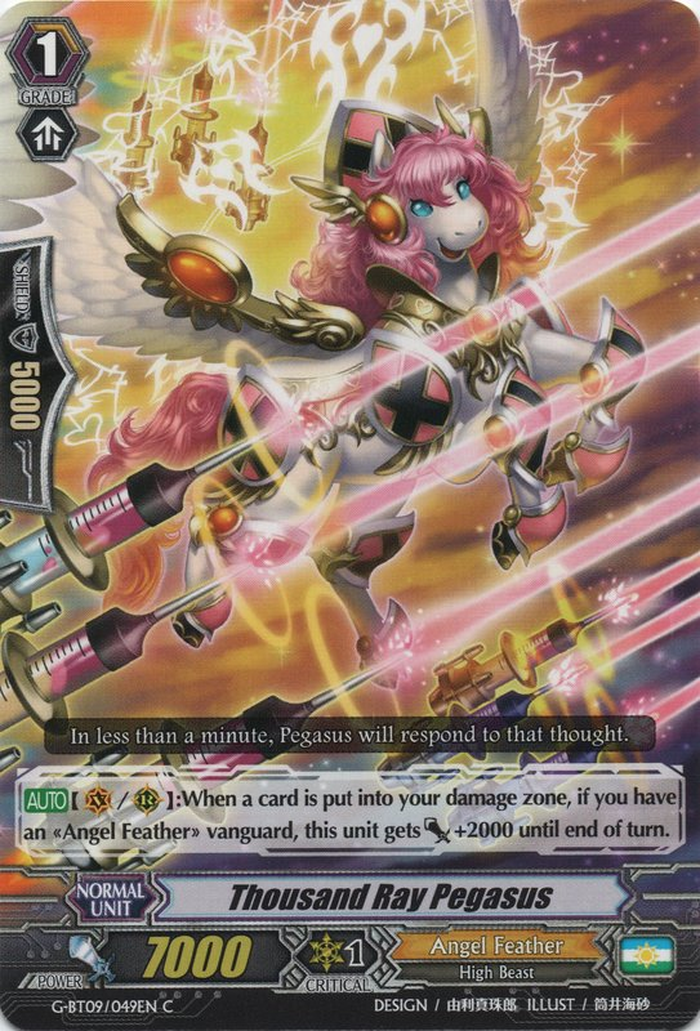 1
GRADE
SHIELD
5000
In less than a minute, Pegasus will respond to that thought.
AUTO【 V / R 】:When a card is put into your damage zone, if you have
an «Angel Feather» vanguard, this unit gets +2000 until end of turn.
NORMAL
UNIT
Thousand Ray Pegasus
POWER
7000
1
CRITICAL
Angel Feather
High Beast
G-BT09/049EN C
DESIGN / 由利真珠郎 ILLUST / 筒井海砂